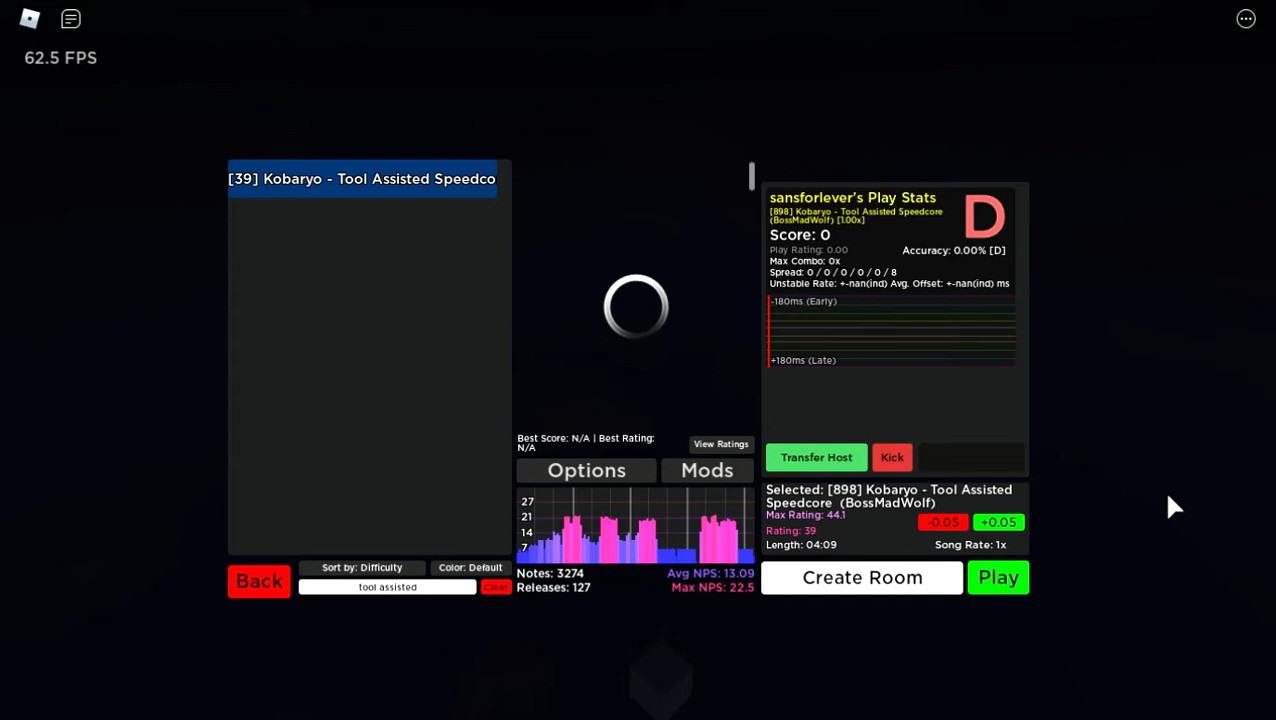 62.5 FPS
[39] Kobaryo - Tool Assisted Speedco
sansforlever's Play Stats
[898] Kobaryo - Tool Assisted Speedcore
(BossMadWolf) [1.00x]
D
Score: 0
Play Rating: 0.00
Accuracy: 0.00% [D]
Max Combo: 0x
Spread: 0 / 0 / 0 / 0 / 0 / 8
Unstable Rate: +-nan(ind) Avg. Offset: +-nan(ind) ms
-180ms (Early)
+180ms (Late)
Best Score: N/A | Best Rating:
N/A
View Ratings
Transfer Host
Kick
Options
Mods
27
21
14
7
Notes: 3274
Avg NPS: 13.09
Releases: 127
Max NPS: 22.5
Selected: [898] Kobaryo - Tool Assisted
Speedcore (BossMadWolf)
Max Rating: 44.1
-0.05
+0.05
Rating: 39
Length: 04:09
Song Rate: 1x
Sort by: Difficulty
Color: Default
Back
tool assisted
Clear
Create Room
Play